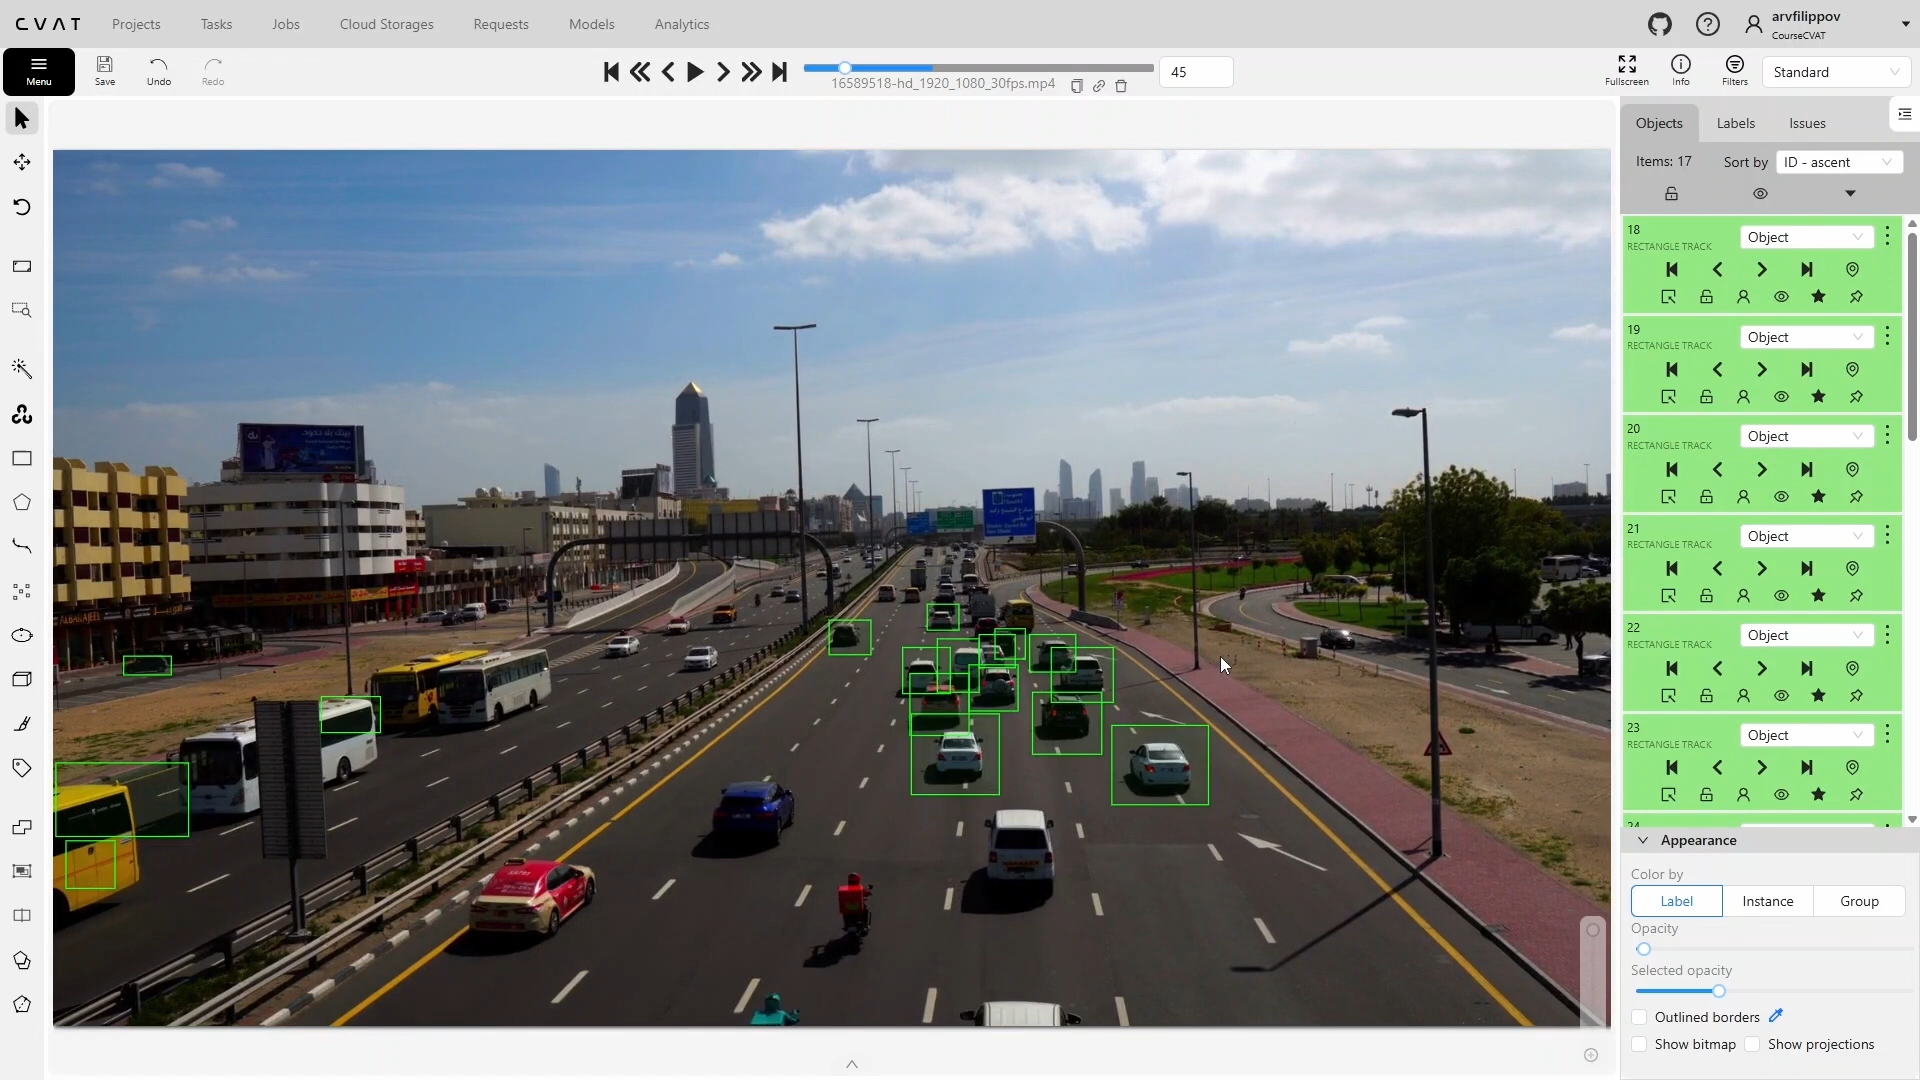 CVAT
Projects
Tasks
Jobs
Cloud Storages
Requests
Models
Analytics
arvfilippov
CourseCVAT
Menu
Save
Undo
Redo
16589518-hd_1920_1080_30fps.mp4
45
Fullscreen
Info
Filters
Standard
Objects
Labels
Issues
Items: 17
Sort by
ID - ascent
18
RECTANGLE TRACK
Object
19
RECTANGLE TRACK
Object
20
RECTANGLE TRACK
Object
21
RECTANGLE TRACK
Object
22
RECTANGLE TRACK
Object
23
RECTANGLE TRACK
Object
24
Appearance
Color by
Label
Instance
Group
Opacity
Selected opacity
Outlined borders
Show bitmap
Show projections
du